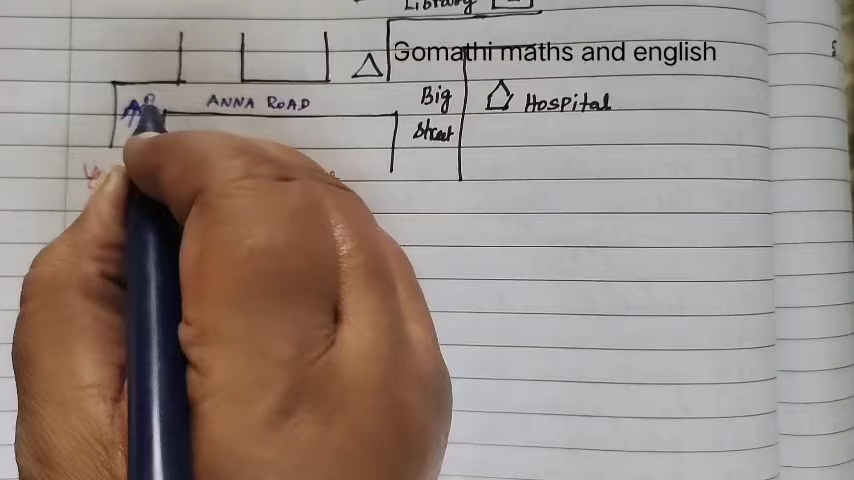 Library
Gomathi maths and english
ANNA ROAD
Big
Street
Hospital